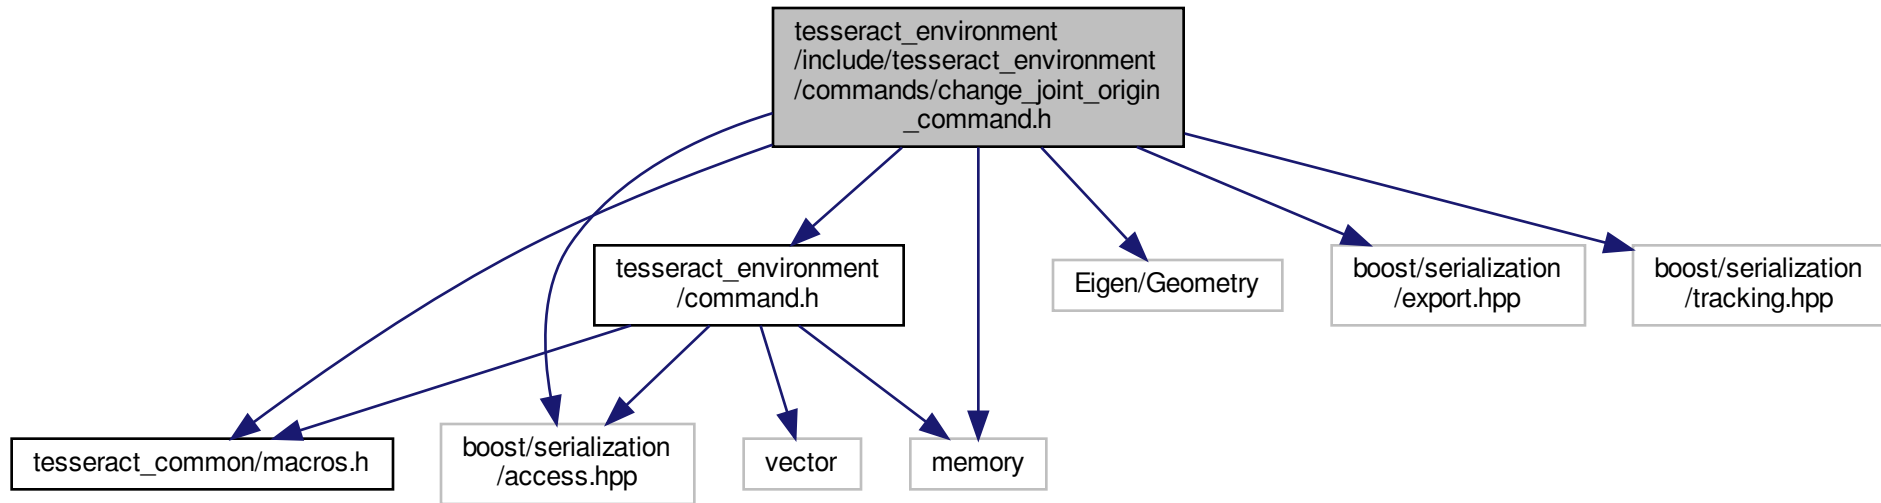 tesseract_environment
/include/tesseract_environment
/commands/change_joint_origin
_command.h
tesseract_environment
/command.h
Eigen/Geometry
boost/serialization
/export.hpp
boost/serialization
/tracking.hpp
tesseract_common/macros.h
boost/serialization
/access.hpp
vector
memory